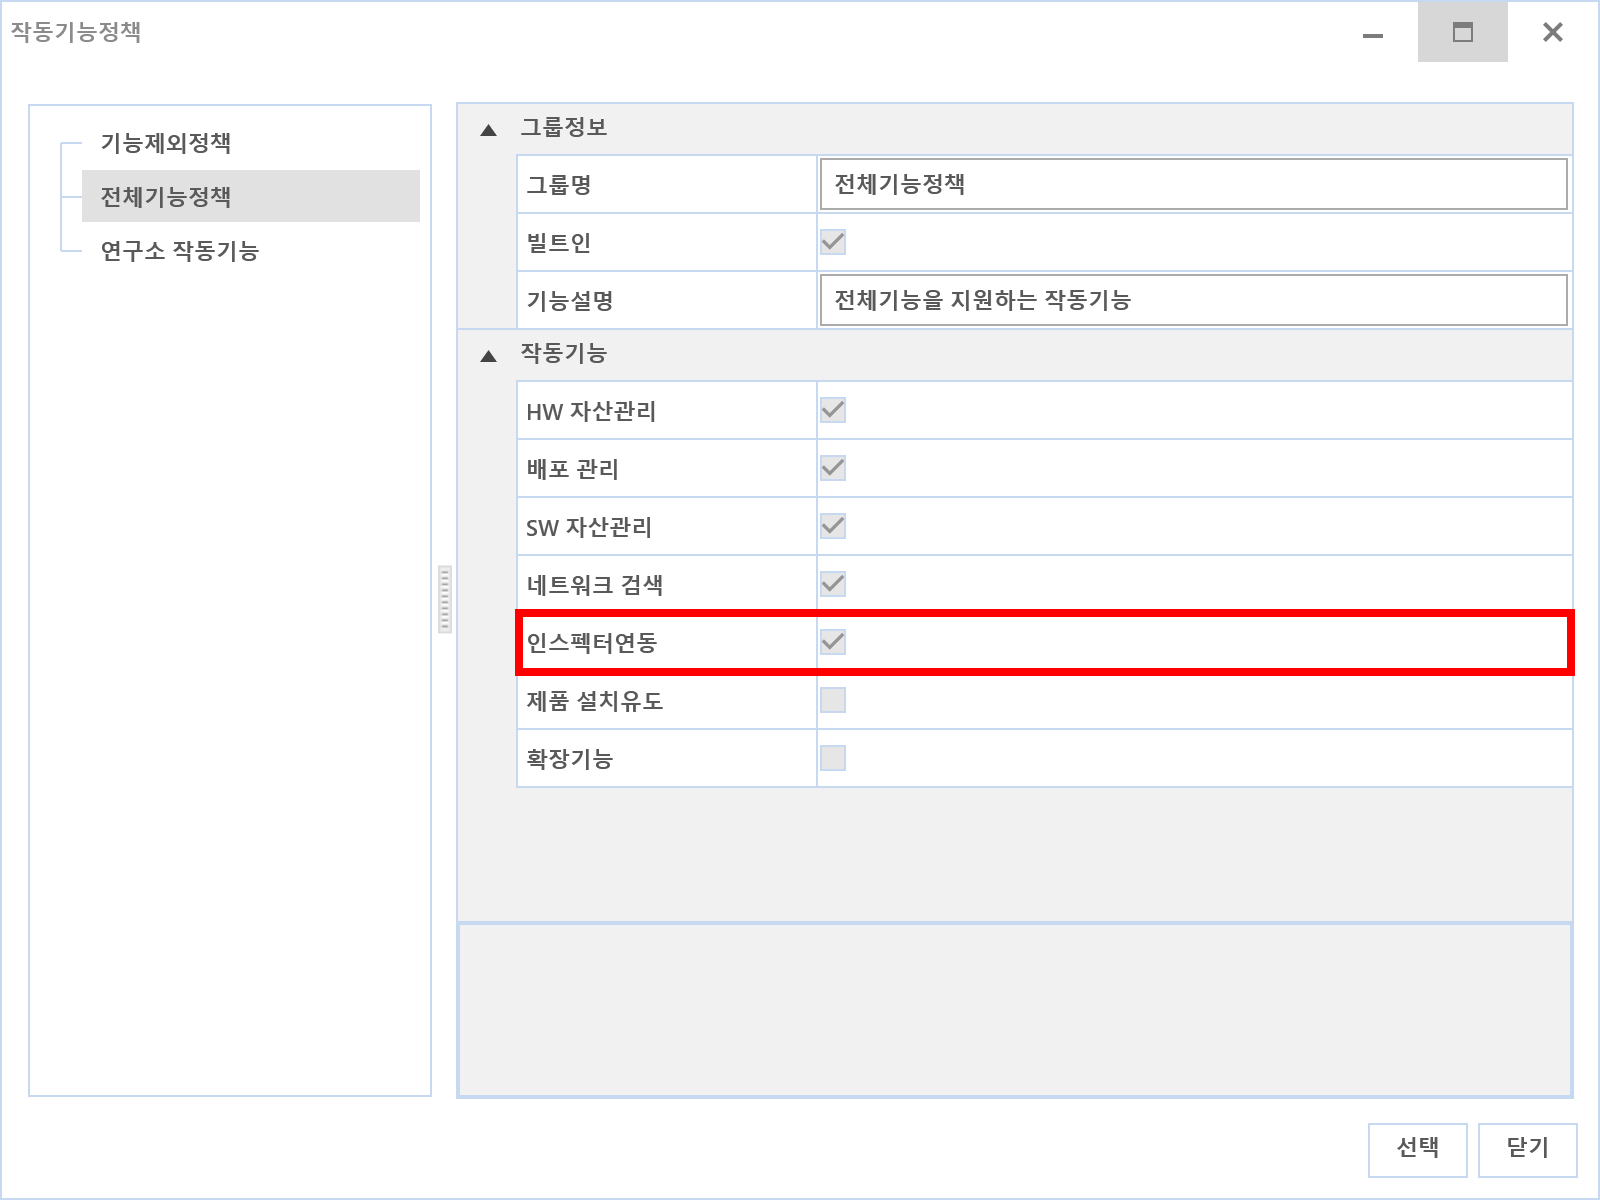 작동기능정책
기능제외정책
전체기능정책
연구소 작동기능
그룹정보
그룹명 전체기능정책
빌트인
기능설명 전체기능을 지원하는 작동기능
작동기능
HW 자산관리
배포 관리
SW 자산관리
네트워크 검색
인스펙터연동
제품 설치유도
확장기능
선택 닫기